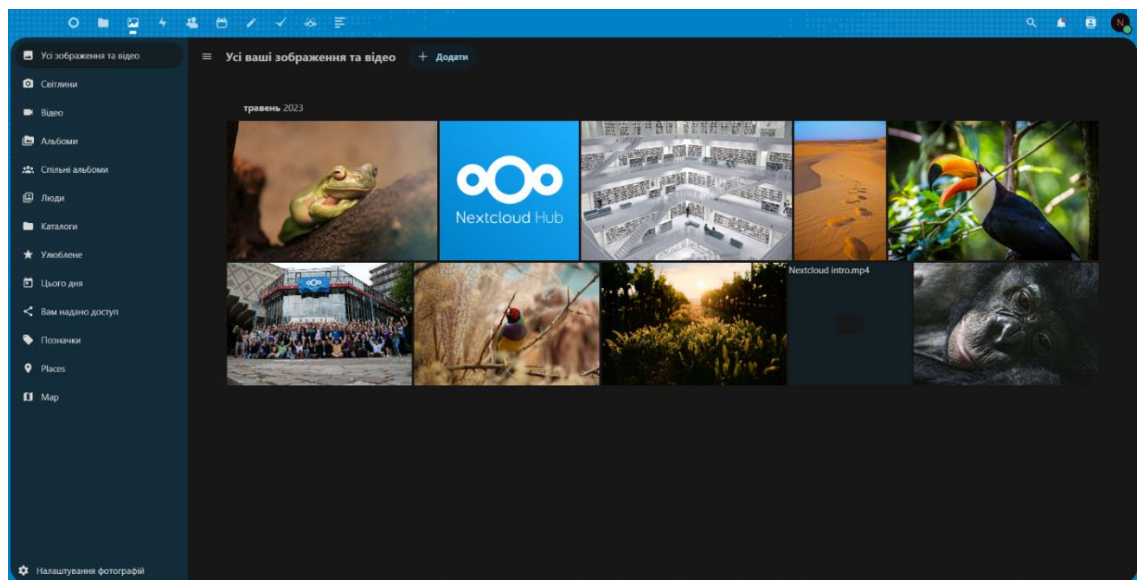 N
Усі зображення та відео
Світлини
Відео
Альбоми
Спільні альбоми
Люди
Каталоги
Улюблене
Цього дня
Вам надано доступ
Позначки
Places
Map
Налаштування фотографій
Усі ваші зображення та відео
+ Додати
травень 2023
Nextcloud Hub
Nextcloud intro.mp4